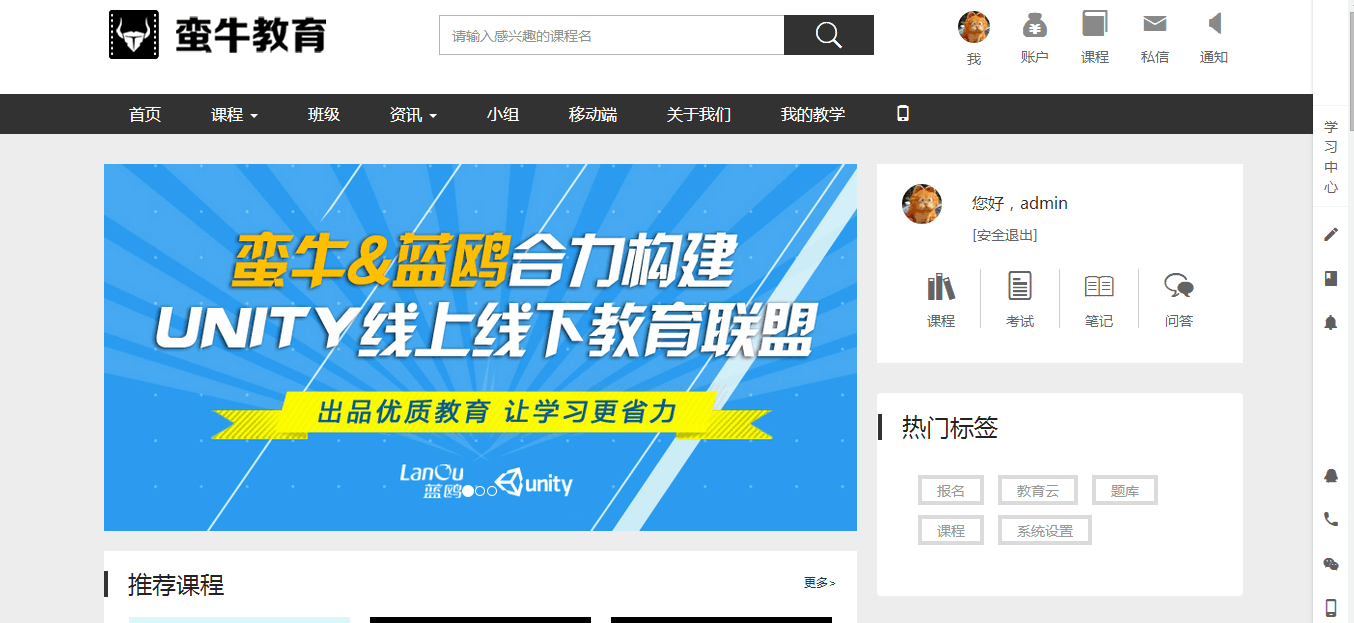 蛮牛教育
请输入感兴趣的课程名
我 账户 课程 私信 通知
首页 课程 班级 资讯 小组 移动端 关于我们 我的教学
学习中心
蛮牛&蓝鸥合力构建
UNITY线上线下教育联盟
出品优质教育 让学习更省力
LanOu
蓝鸥
unity
您好，admin
[安全退出]
课程 考试 笔记 问答
热门标签
报名 教育云 题库
课程 系统设置
推荐课程
更多>